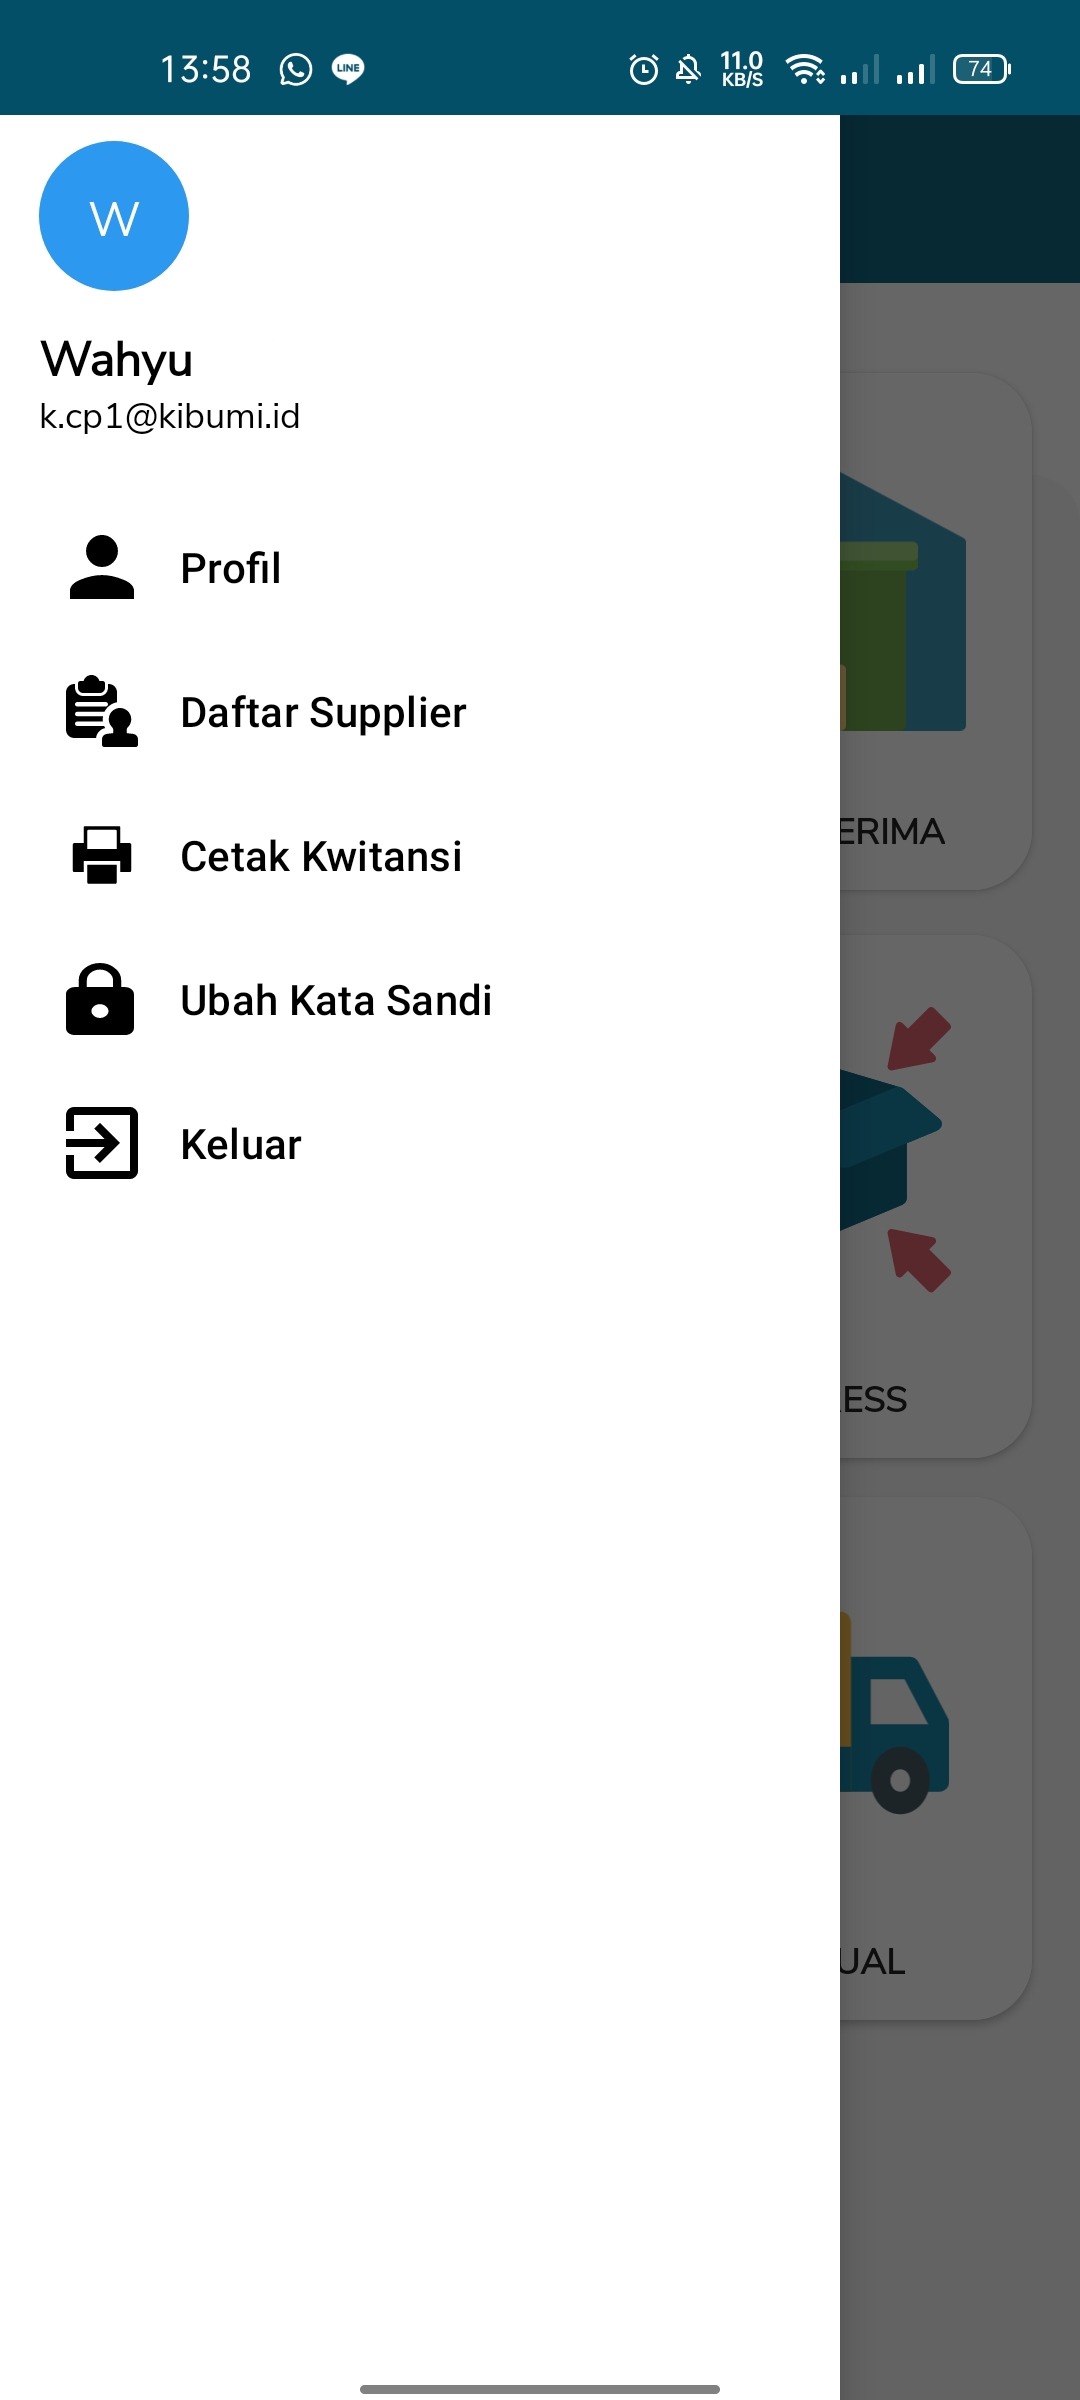 13:58
LINE
11.0
KB/S
74
W
Wahyu
k.cp1@kibumi.id
Profil
Daftar Supplier
Cetak Kwitansi
Ubah Kata Sandi
Keluar
ERIMA
ESS
UAL